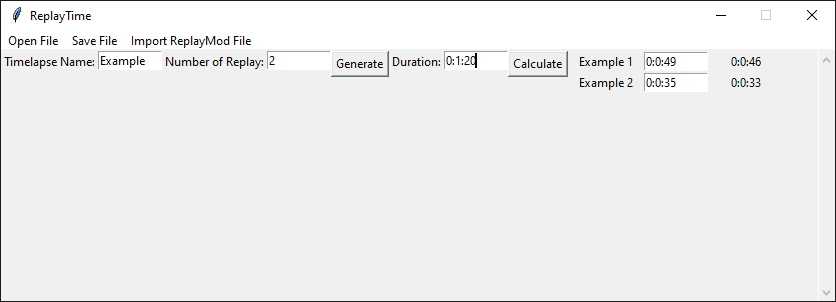 ReplayTime
Open File Save File Import ReplayMod File
Timelapse Name: Example Number of Replay: 2 Generate Duration: 0:1:20 Calculate Example 1 0:0:49 0:0:46
Example 2 0:0:35 0:0:33